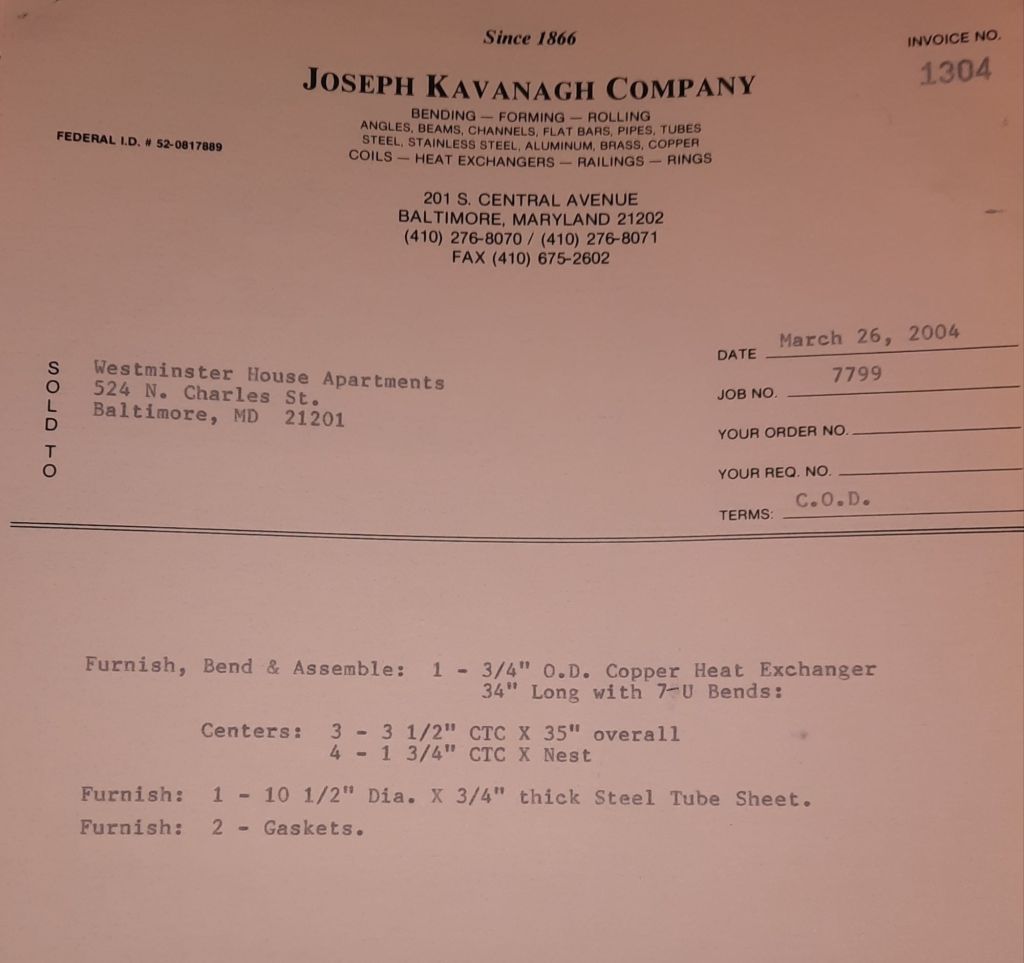 Since 1866
INVOICE NO.
1304
JOSEPH KAVANAGH COMPANY
BENDING — FORMING — ROLLING
ANGLES, BEAMS, CHANNELS, FLAT BARS, PIPES, TUBES
STEEL, STAINLESS STEEL, ALUMINUM, BRASS, COPPER
COILS — HEAT EXCHANGERS — RAILINGS — RINGS
FEDERAL I.D. # 52-0817889
201 S. CENTRAL AVENUE
BALTIMORE, MARYLAND 21202
(410) 276-8070 / (410) 276-8071
FAX (410) 675-2602
SOLD TO
Westminster House Apartments
524 N. Charles St.
Baltimore, MD 21201
DATE March 26, 2004
JOB NO. 7799
YOUR ORDER NO.
YOUR REQ. NO.
TERMS: C.O.D.
Furnish, Bend & Assemble: 1 - 3/4" O.D. Copper Heat Exchanger
34" Long with 7-U Bends:
Centers: 3 - 3 1/2" CTC X 35" overall
4 - 1 3/4" CTC X Nest
Furnish: 1 - 10 1/2" Dia. X 3/4" thick Steel Tube Sheet.
Furnish: 2 - Gaskets.